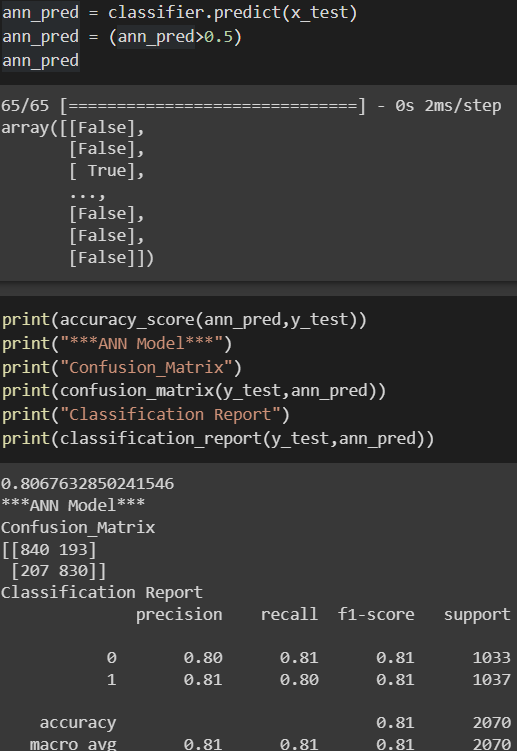 ann_pred = classifier.predict(x_test)
ann_pred = (ann_pred>0.5)
ann_pred
65/65 [==============================] - 0s 2ms/step
array([[False],
       [False],
       [ True],
       ...,
       [False],
       [False],
       [False]])
print(accuracy_score(ann_pred,y_test))
print("***ANN Model***")
print("Confusion_Matrix")
print(confusion_matrix(y_test,ann_pred))
print("Classification Report")
print(classification_report(y_test,ann_pred))
0.8067632850241546
***ANN Model***
Confusion_Matrix
[[840 193]
 [207 830]]
Classification Report
              precision    recall  f1-score   support
           0       0.80      0.81      0.81      1033
           1       0.81      0.80      0.81      1037
    accuracy                           0.81      2070
   macro avg       0.81      0.81      0.81      2070